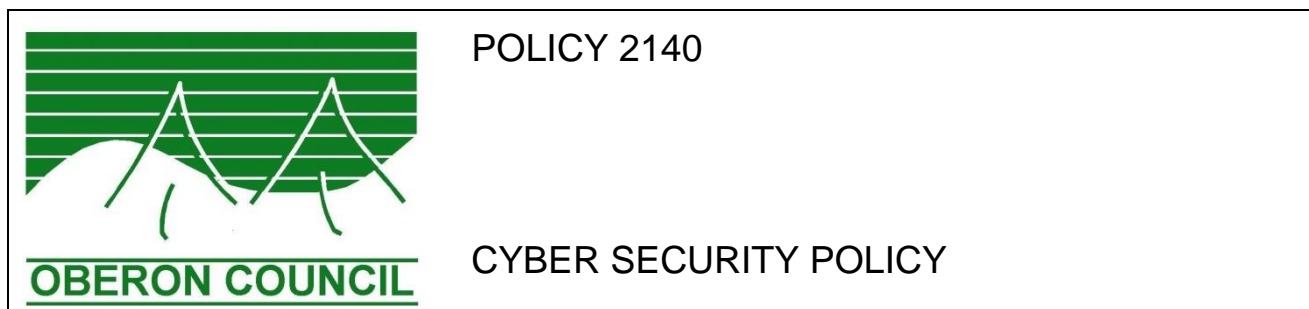 POLICY 2140
CYBER SECURITY POLICY
OBERON COUNCIL